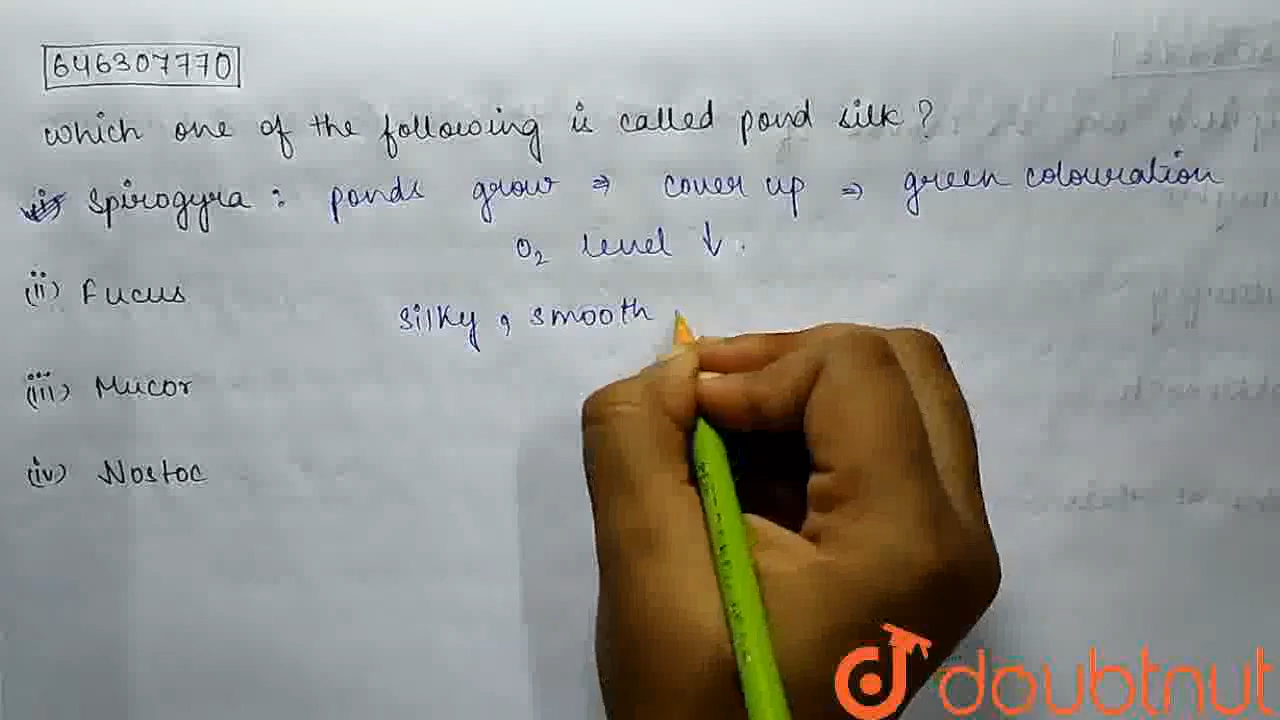 646307770
which one of the following is called pond silk?
(i) Spirogyra : ponds grow ⇒ cover up ⇒ green colouration
O₂ level ↓.
(ii) Fucus
silky, smooth
(iii) Mucor
(iv) Nostoc
doubtnut